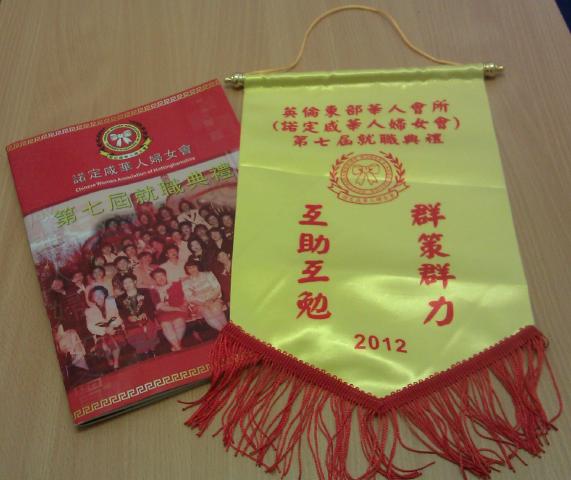 諾定咸華人婦女會
Chinese Women Association of Nottinghamshire
第七屆就職典禮
英倫東部華人會所
(諾定咸華人婦女會)
第七屆就職典禮
群策群力
互助互勉
2012